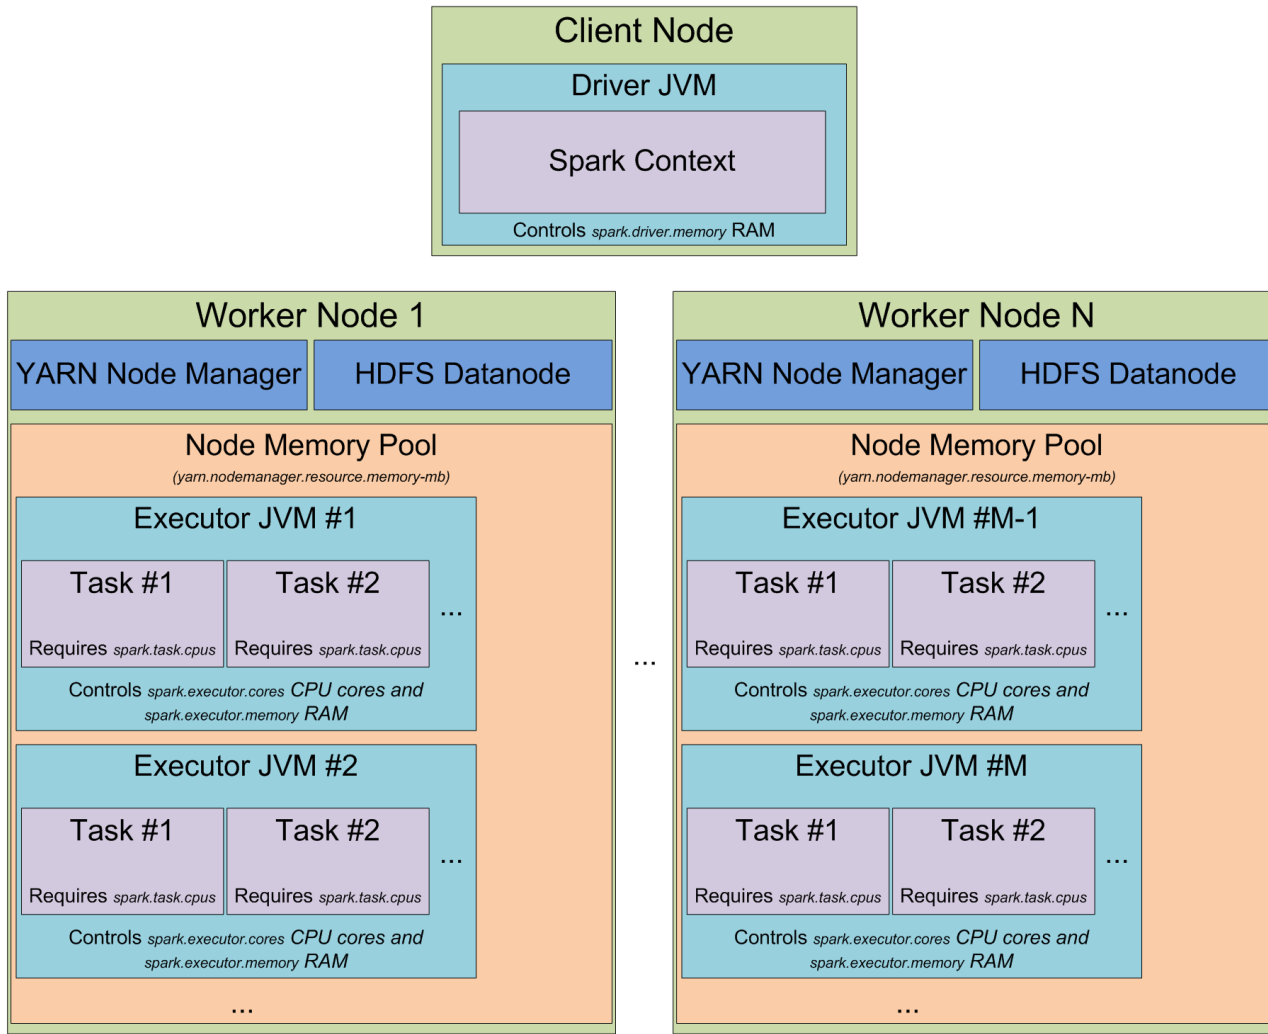 Client Node
Driver JVM
Spark Context
Controls spark.driver.memory RAM
Worker Node 1
YARN Node Manager
HDFS Datanode
Node Memory Pool
(yarn.nodemanager.resource.memory-mb)
Executor JVM #1
Task #1
Requires spark.task.cpus
Task #2
Requires spark.task.cpus
...
Controls spark.executor.cores CPU cores and
spark.executor.memory RAM
Executor JVM #2
Task #1
Requires spark.task.cpus
Task #2
Requires spark.task.cpus
...
Controls spark.executor.cores CPU cores and
spark.executor.memory RAM
...
...
Worker Node N
YARN Node Manager
HDFS Datanode
Node Memory Pool
(yarn.nodemanager.resource.memory-mb)
Executor JVM #M-1
Task #1
Requires spark.task.cpus
Task #2
Requires spark.task.cpus
...
Controls spark.executor.cores CPU cores and
spark.executor.memory RAM
Executor JVM #M
Task #1
Requires spark.task.cpus
Task #2
Requires spark.task.cpus
...
Controls spark.executor.cores CPU cores and
spark.executor.memory RAM
...